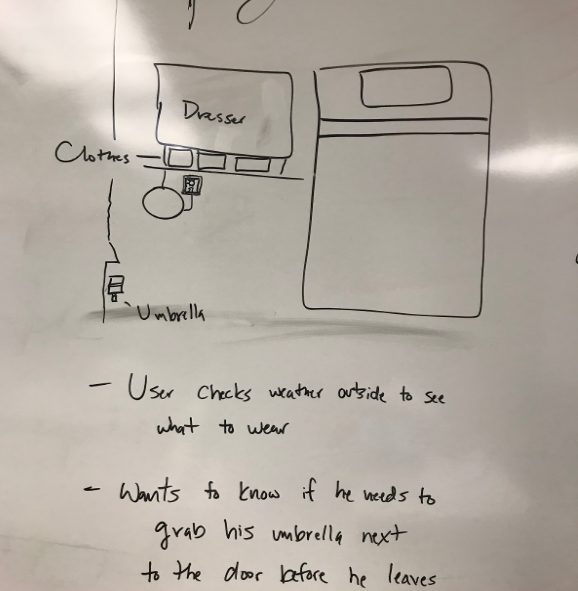 Dresser
Clothes
Umbrella
- User checks weather outside to see
what to wear
- Wants to know if he needs to
grab his umbrella next
to the door before he leaves